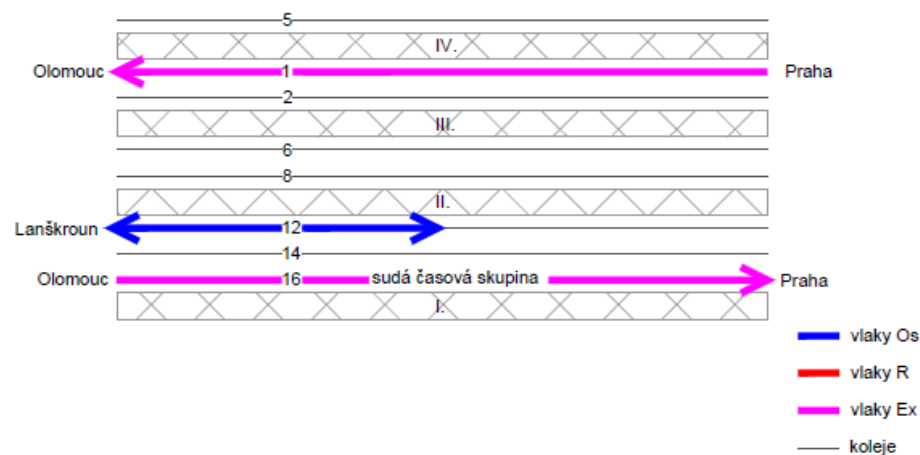 5
IV.
Olomouc 1 Praha
2
III.
6
8
II.
Lanškroun 12
14
Olomouc 16 sudá časová skupina Praha
I.
vlaky Os
vlaky R
vlaky Ex
koleje